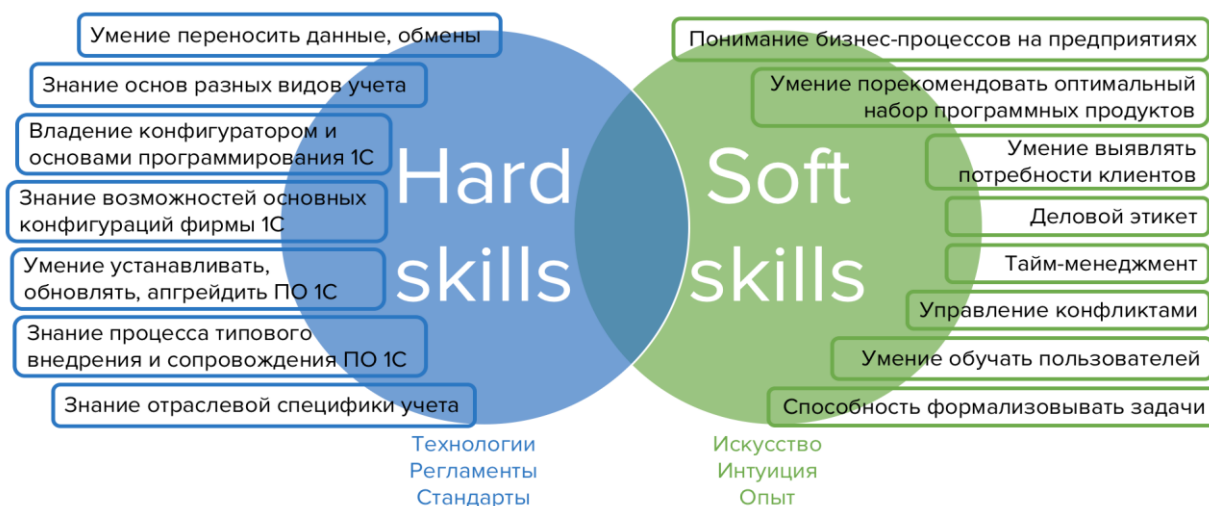 Умение переносить данные, обмены
Знание основ разных видов учета
Владение конфигуратором и
основами программирования 1С
Знание возможностей основных
конфигураций фирмы 1С
Умение устанавливать,
обновлять, апгрейдить ПО 1С
Знание процесса типового
внедрения и сопровождения ПО 1С
Знание отраслевой специфики учета
Hard
skills
Технологии
Регламенты
Стандарты
Soft
skills
Искусство
Интуиция
Опыт
Понимание бизнес-процессов на предприятиях
Умение порекомендовать оптимальный
набор программных продуктов
Умение выявлять
потребности клиентов
Деловой этикет
Тайм-менеджмент
Управление конфликтами
Умение обучать пользователей
Способность формализовывать задачи